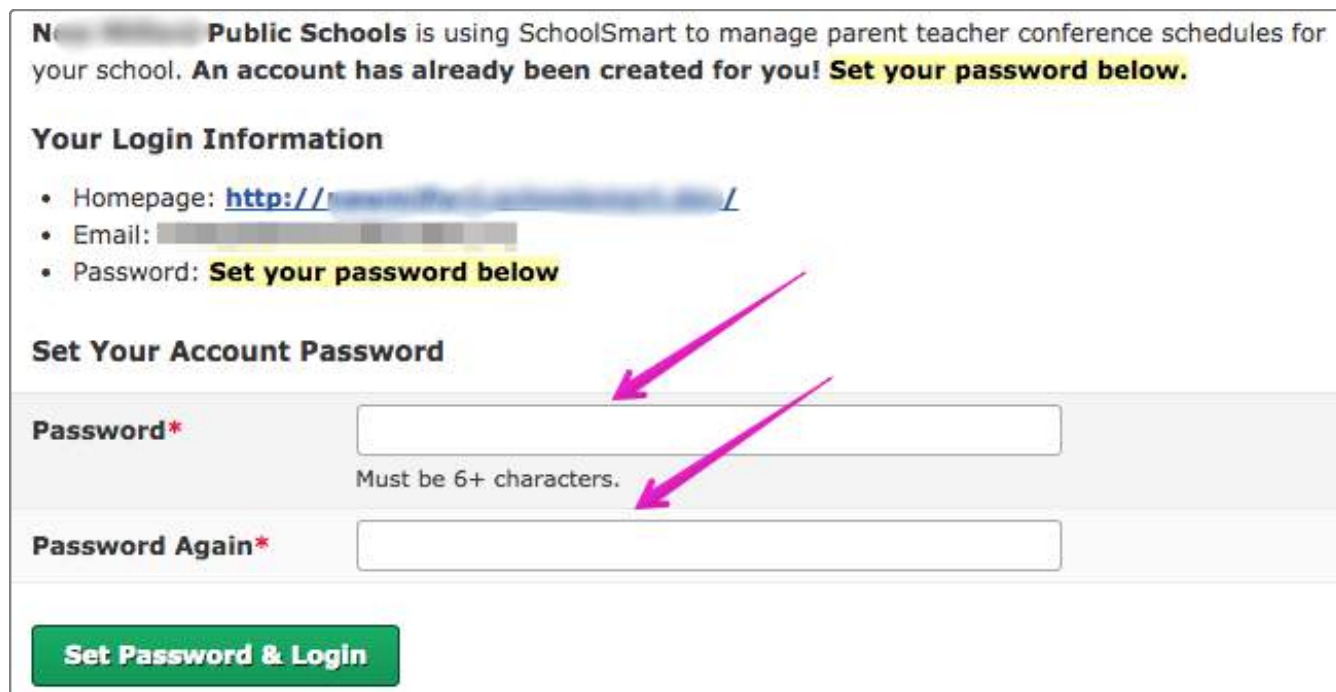 Public Schools is using SchoolSmart to manage parent teacher conference schedules for
your school. An account has already been created for you! Set your password below.
Your Login Information
• Homepage: http://
• Email:
• Password: Set your password below
Set Your Account Password
Password*
Must be 6+ characters.
Password Again*
Set Password & Login